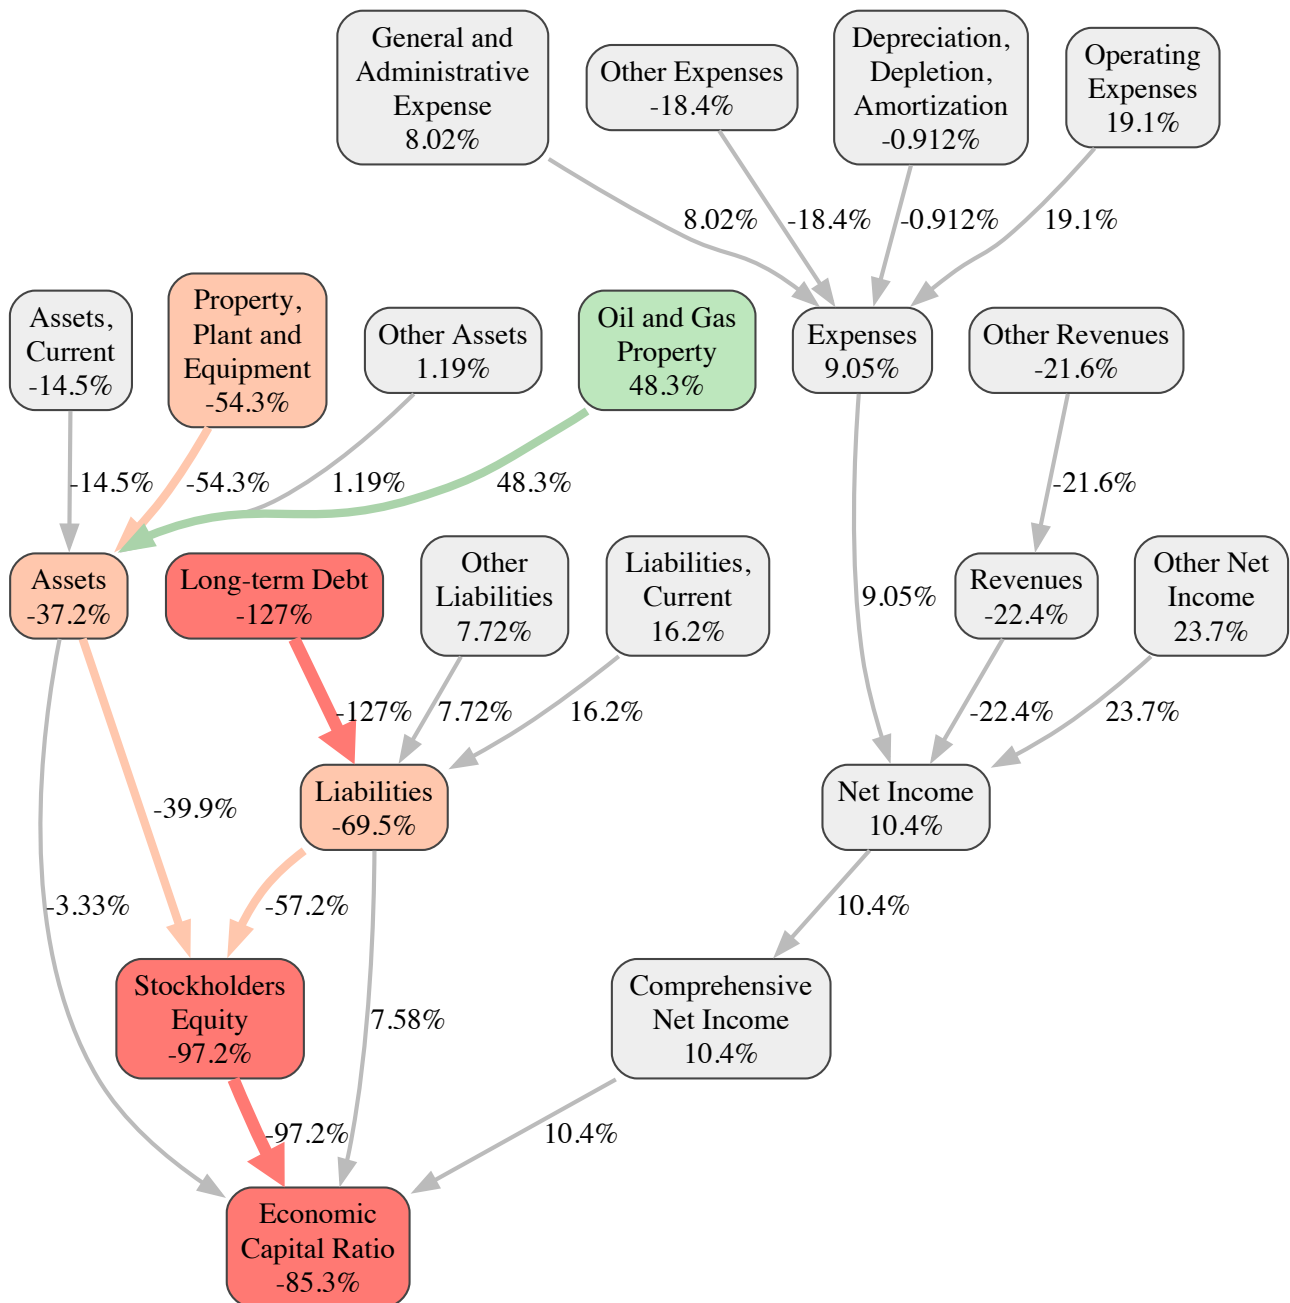 General and
Administrative
Expense
8.02%
Other Expenses
-18.4%
Depreciation,
Depletion,
Amortization
-0.912%
Operating
Expenses
19.1%
8.02%
-18.4%
-0.912%
19.1%
Assets,
Current
-14.5%
Property,
Plant and
Equipment
-54.3%
Other Assets
1.19%
Oil and Gas
Property
48.3%
Expenses
9.05%
Other Revenues
-21.6%
-14.5%
-54.3%
1.19%
48.3%
-21.6%
Assets
-37.2%
Long-term Debt
-127%
Other
Liabilities
7.72%
Liabilities,
Current
16.2%
9.05%
Revenues
-22.4%
Other Net
Income
23.7%
-127%
7.72%
16.2%
-22.4%
23.7%
-39.9%
Liabilities
-69.5%
Net Income
10.4%
-3.33%
-57.2%
10.4%
Stockholders
Equity
-97.2%
7.58%
Comprehensive
Net Income
10.4%
-97.2%
10.4%
Economic
Capital Ratio
-85.3%